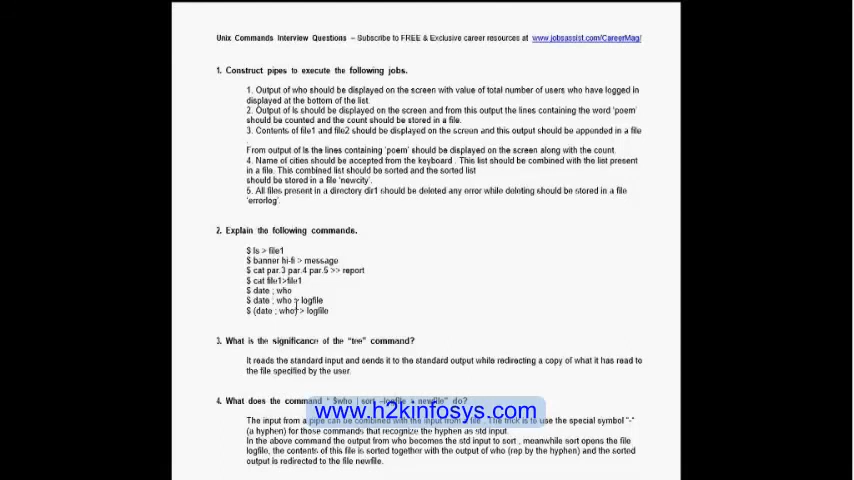 Unix Commands Interview Questions – Subscribe to FREE & Exclusive career resources at www.jobsassist.com/CareerMag/
1. Construct pipes to execute the following jobs.
1. Output of who should be displayed on the screen with value of total number of users who have logged in
displayed at the bottom of the list.
2. Output of ls should be displayed on the screen and from this output the lines containing the word 'poem'
should be counted and the count should be stored in a file.
3. Contents of file1 and file2 should be displayed on the screen and this output should be appended in a file
.
From output of ls the lines containing 'poem' should be displayed on the screen along with the count.
4. Name of cities should be accepted from the keyboard . This list should be combined with the list present
in a file. This combined list should be sorted and the sorted list
should be stored in a file 'newcity'.
5. All files present in a directory dir1 should be deleted any error while deleting should be stored in a file
'errorlog'.
2. Explain the following commands.
$ ls > file1
$ banner hi-fi > message
$ cat par.3 par.4 par.5 >> report
$ cat file1>file1
$ date ; who
$ date ; who > logfile
$ (date ; who) > logfile
3. What is the significance of the "tee" command?
It reads the standard input and sends it to the standard output while redirecting a copy of what it has read to
the file specified by the user.
4. What does the command " $who | sort –logfile > newfile" do?
www.h2kinfosys.com
The input from a pipe can be combined with the input from a file . The trick is to use the special symbol "-"
(a hyphen) for those commands that recognize the hyphen as std input.
In the above command the output from who becomes the std input to sort , meanwhile sort opens the file
logfile, the contents of this file is sorted together with the output of who (rep by the hyphen) and the sorted
output is redirected to the file newfile.